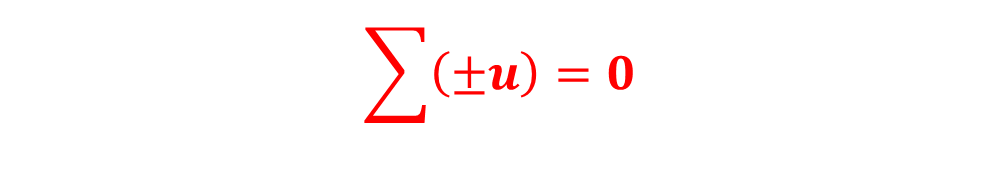 ∑(±u) = 0